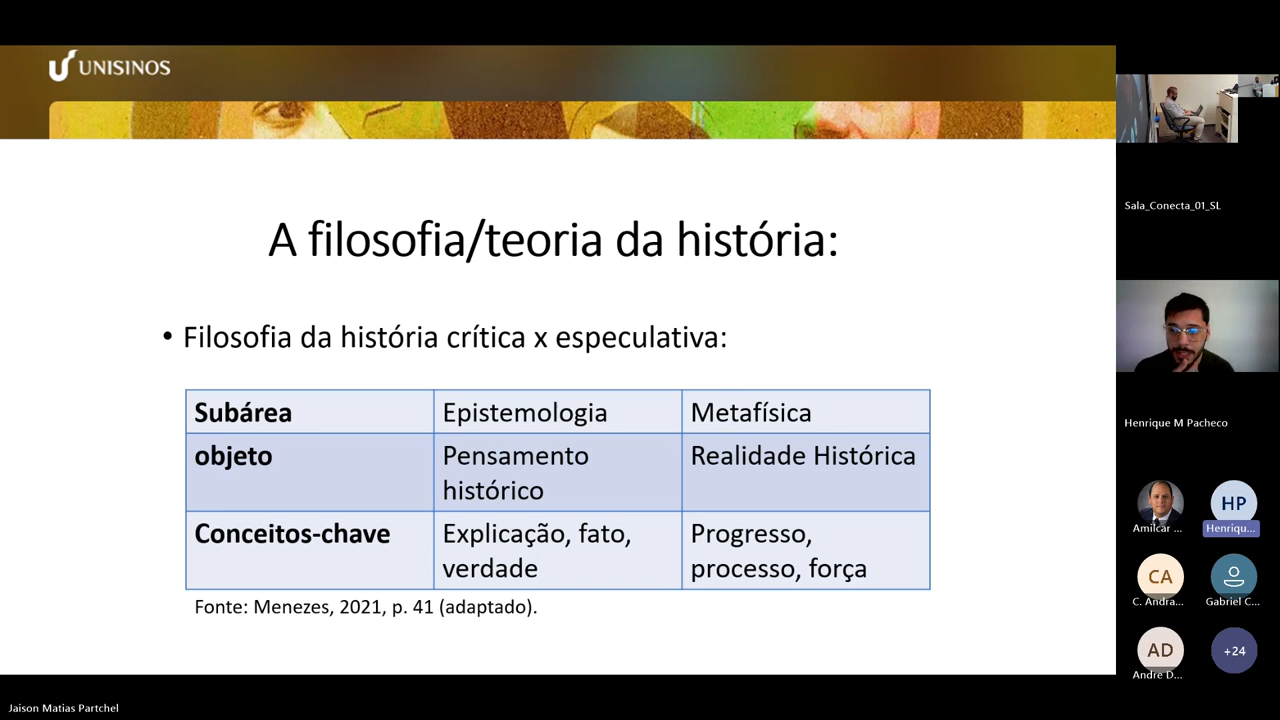 UNISINOS
A filosofia/teoria da história:
• Filosofia da história crítica x especulativa:
Subárea
Epistemologia
Metafísica
objeto
Pensamento
histórico
Realidade Histórica
Conceitos-chave
Explicação, fato,
verdade
Progresso,
processo, força
Fonte: Menezes, 2021, p. 41 (adaptado).
Sala_Conecta_01_SL
Henrique M Pacheco
Amilcar ...
HP
Henriqu...
CA
C. Andra...
Gabriel C...
AD
Andre D...
+24
Jaison Matias Partchel